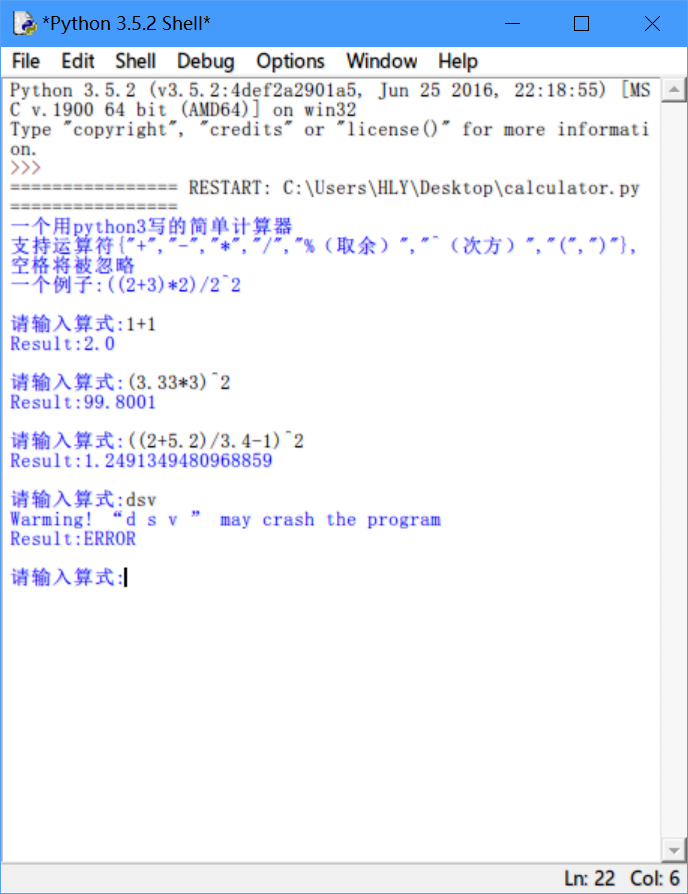 *Python 3.5.2 Shell*
File Edit Shell Debug Options Window Help
Python 3.5.2 (v3.5.2:4def2a2901a5, Jun 25 2016, 22:18:55) [MS
C v.1900 64 bit (AMD64)] on win32
Type "copyright", "credits" or "license()" for more informati
on.
>>>
================ RESTART: C:\Users\HLY\Desktop\calculator.py
================
一个用python3写的简单计算器
支持运算符{"+","-","*","/","%（取余）","^（次方）","(",")"},
空格将被忽略
一个例子:((2+3)*2)/2^2
请输入算式:1+1
Result:2.0
请输入算式:(3.33*3)^2
Result:99.8001
请输入算式:((2+5.2)/3.4-1)^2
Result:1.2491349480968859
请输入算式:dsv
Warming! “d s v ” may crash the program
Result:ERROR
请输入算式:
Ln: 22 Col: 6